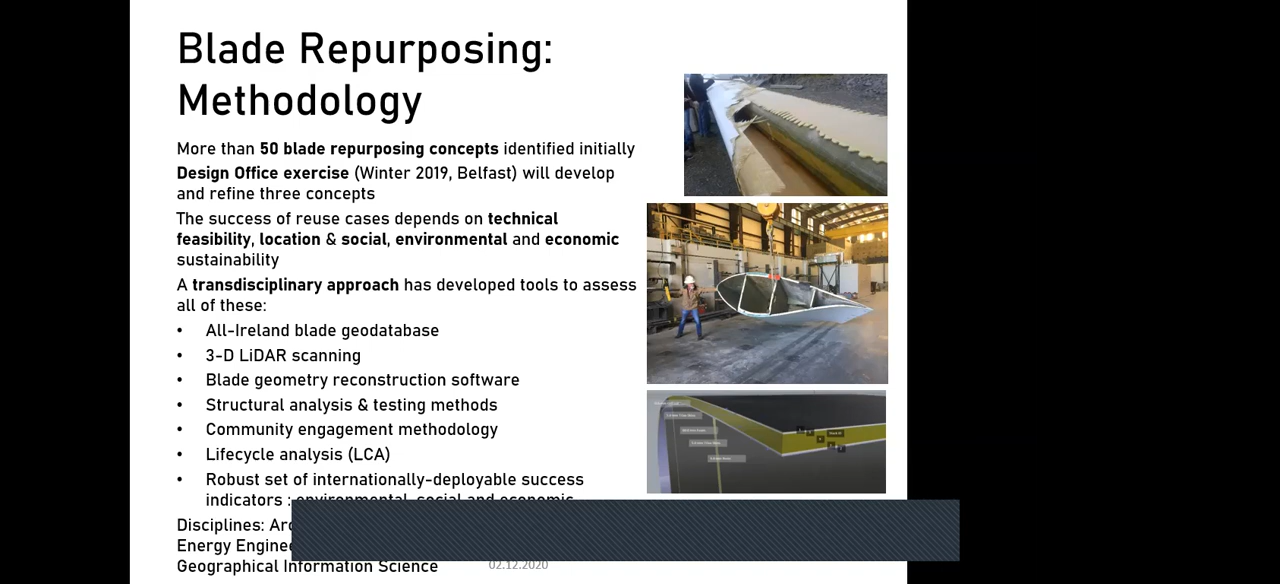 Blade Repurposing:
Methodology
More than 50 blade repurposing concepts identified initially
Design Office exercise (Winter 2019, Belfast) will develop
and refine three concepts
The success of reuse cases depends on technical
feasibility, location & social, environmental and economic
sustainability
A transdisciplinary approach has developed tools to assess
all of these:
• All-Ireland blade geodatabase
• 3-D LiDAR scanning
• Blade geometry reconstruction software
• Structural analysis & testing methods
• Community engagement methodology
• Lifecycle analysis (LCA)
• Robust set of internationally-deployable success
indicators : environmental, social and economic
Disciplines:
Geographical Information Science
02.12.2020